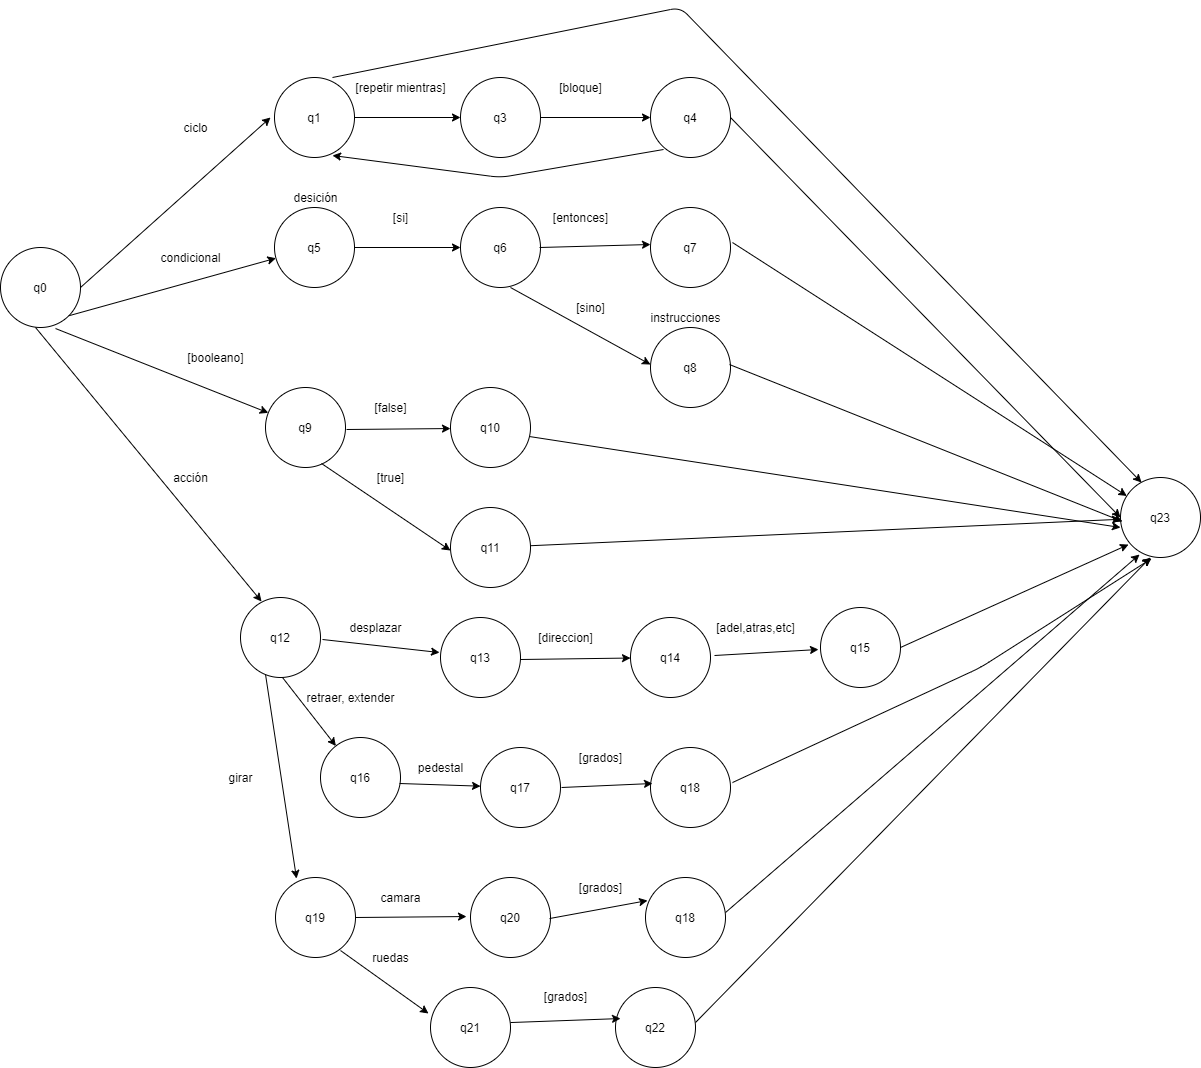 [repetir mientras]
[bloque]
ciclo
q1
q3
q4
desición
[si]
[entonces]
condicional
q5
q6
q7
q0
[sino]
instrucciones
[booleano]
q8
[false]
q9
q10
acción
[true]
q11
q23
desplazar
[direccion]
[adel,atras,etc]
q12
q13
q14
q15
retraer, extender
girar
pedestal
[grados]
q16
q17
q18
camara
[grados]
q19
q20
q18
ruedas
[grados]
q21
q22